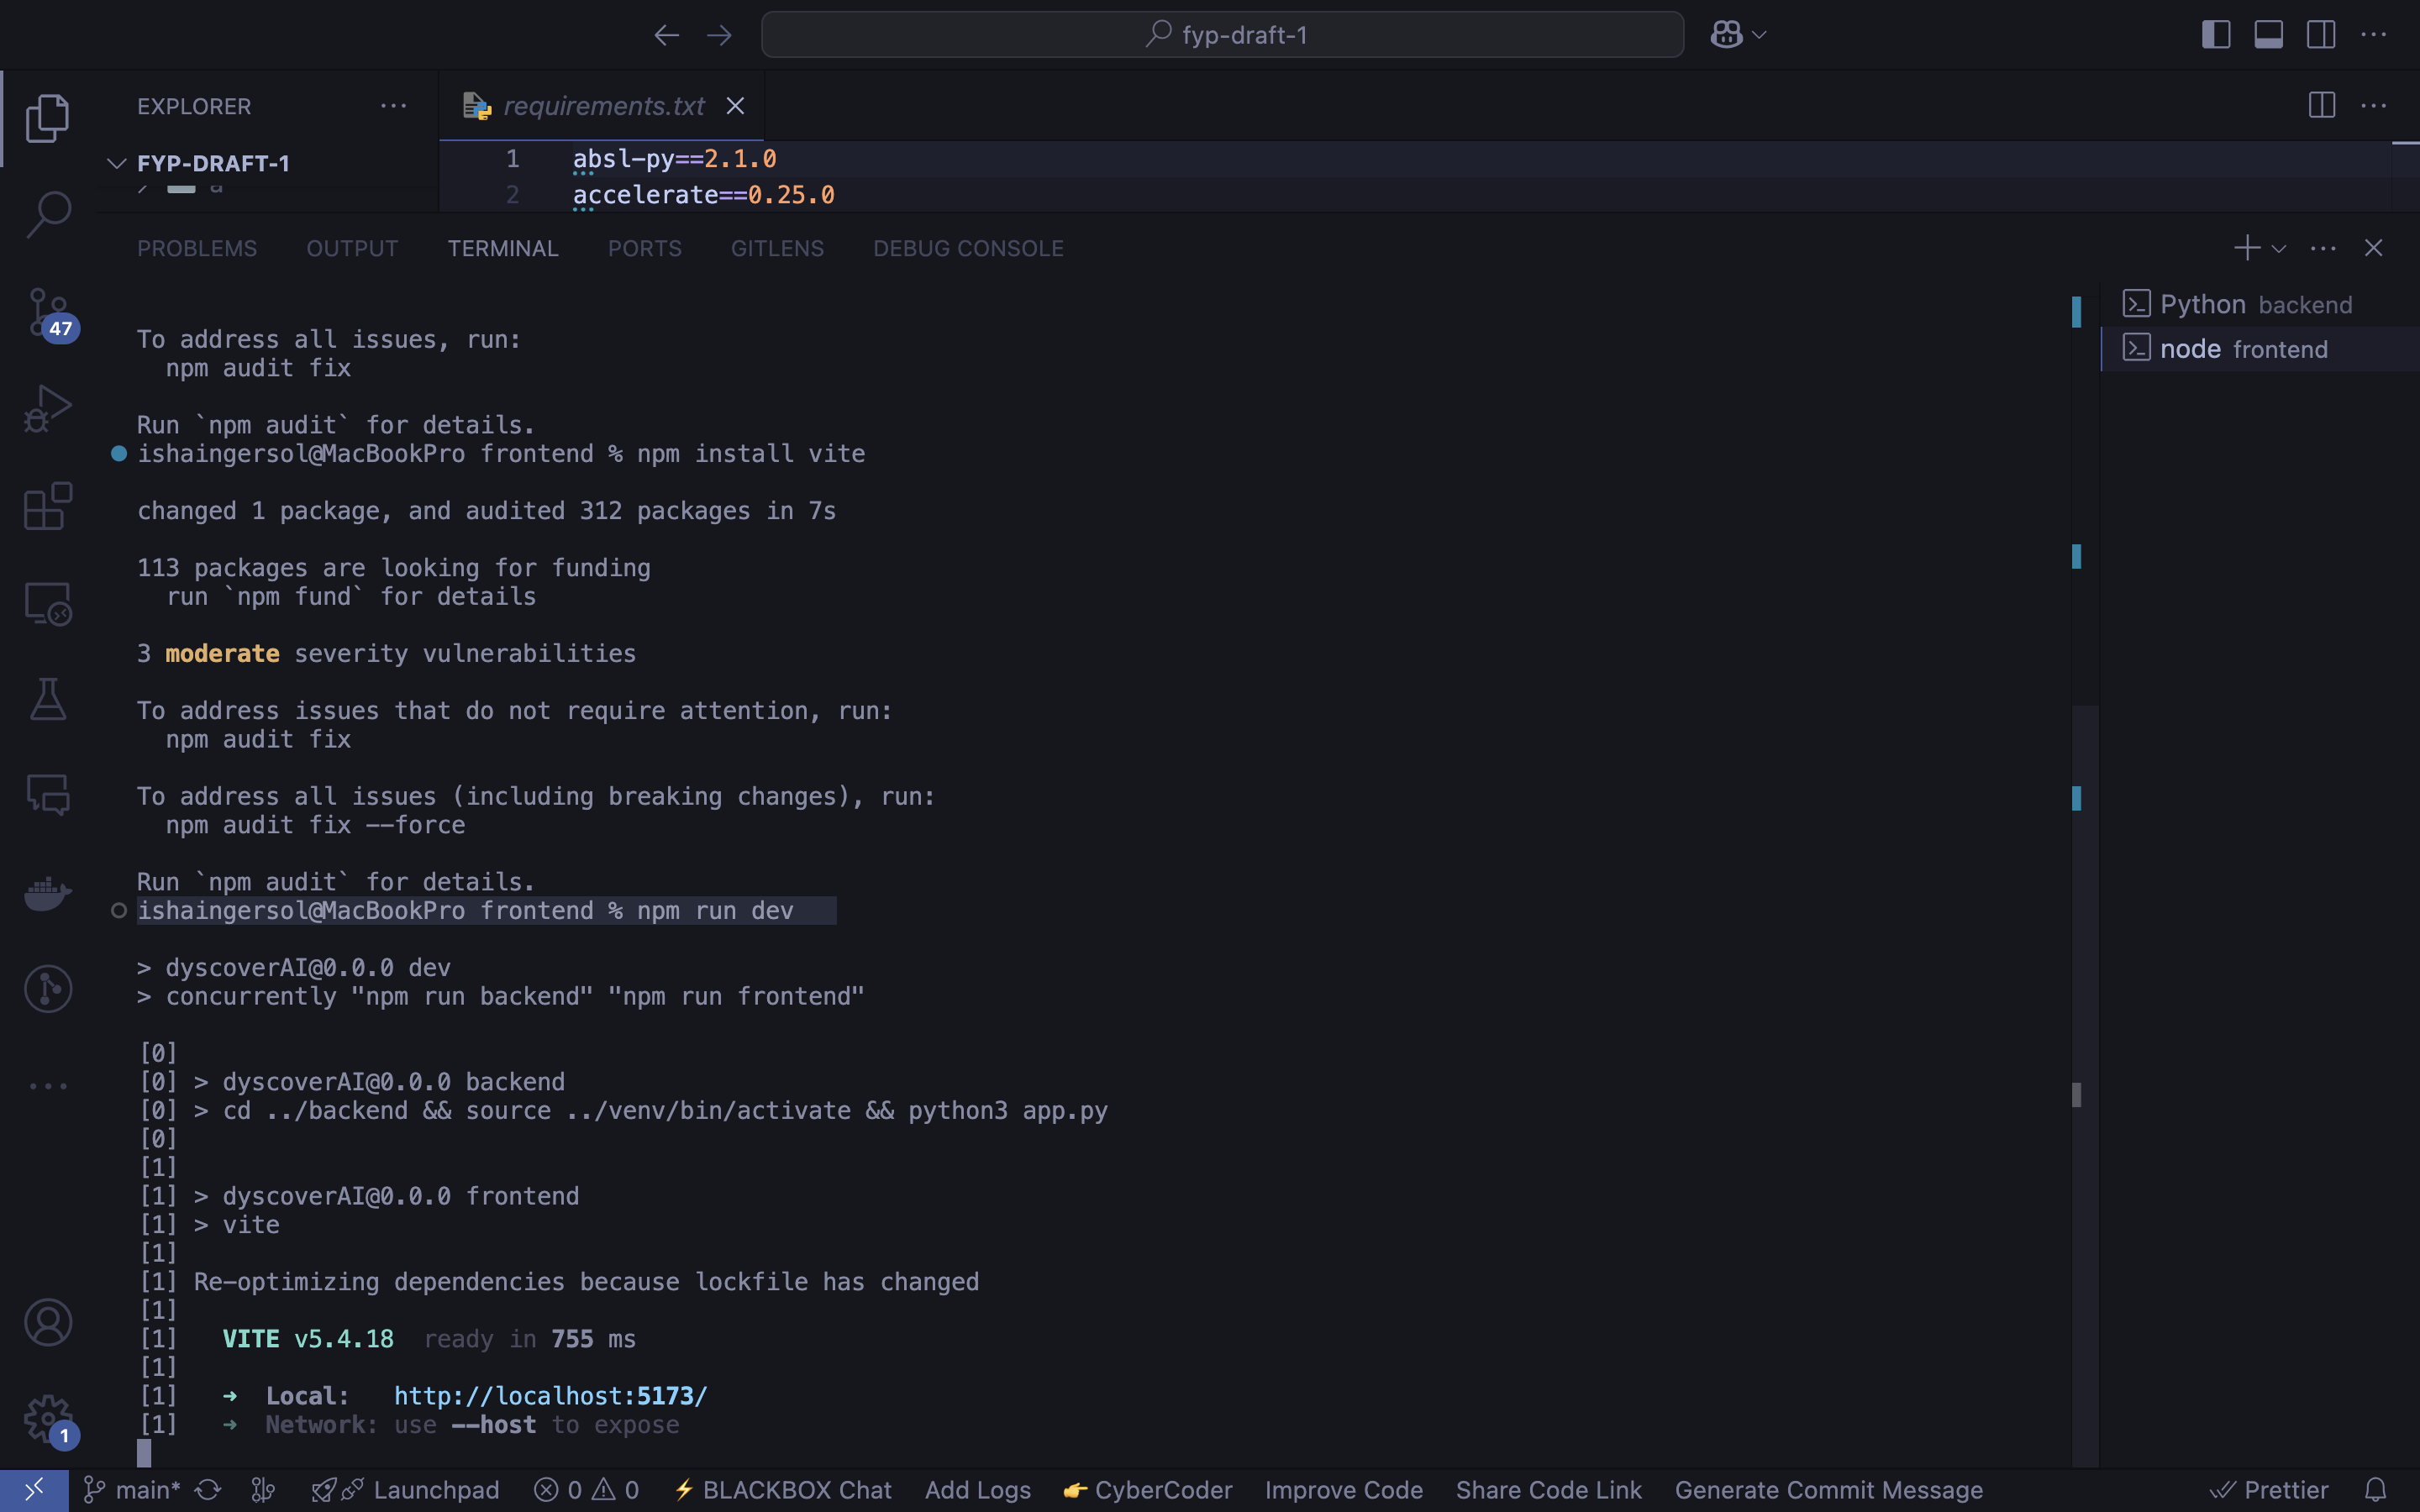 fyp-draft-1
EXPLORER
requirements.txt
FYP-DRAFT-1
1 absl-py==2.1.0
2 accelerate==0.25.0
PROBLEMS OUTPUT TERMINAL PORTS GITLENS DEBUG CONSOLE
Python backend
node frontend
To address all issues, run:
npm audit fix
Run `npm audit` for details.
ishaingersol@MacBookPro frontend % npm install vite
changed 1 package, and audited 312 packages in 7s
113 packages are looking for funding
run `npm fund` for details
3 moderate severity vulnerabilities
To address issues that do not require attention, run:
npm audit fix
To address all issues (including breaking changes), run:
npm audit fix --force
Run `npm audit` for details.
ishaingersol@MacBookPro frontend % npm run dev
> dyscoverAI@0.0.0 dev
> concurrently "npm run backend" "npm run frontend"
[0]
[0] > dyscoverAI@0.0.0 backend
[0] > cd ../backend && source ../venv/bin/activate && python3 app.py
[0]
[1]
[1] > dyscoverAI@0.0.0 frontend
[1] > vite
[1]
[1] Re-optimizing dependencies because lockfile has changed
[1]
[1] VITE v5.4.18 ready in 755 ms
[1]
[1] ➜ Local: http://localhost:5173/
[1] ➜ Network: use --host to expose
47
1
main* Launchpad 0 0 BLACKBOX Chat Add Logs CyberCoder Improve Code Share Code Link Generate Commit Message Prettier